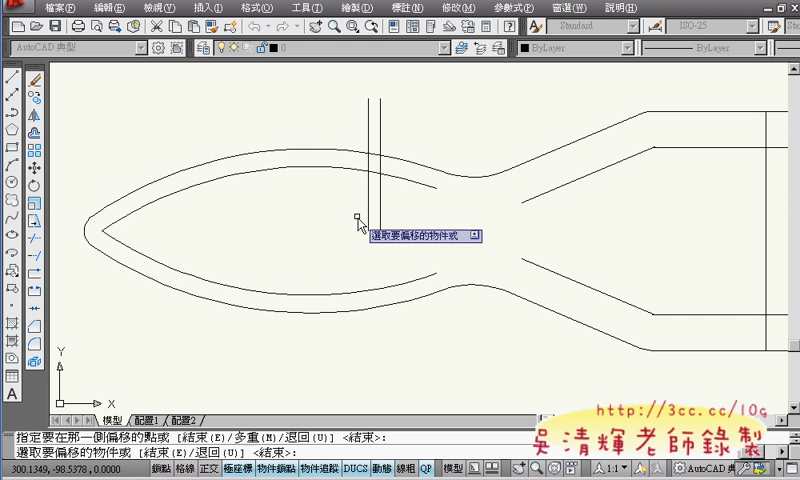 檔案(F) 編輯(E) 檢視(V) 插入(I) 格式(O) 工具(T) 繪製(D) 標註(N) 修改(M) 參數式(P) 視窗(W) 說明(H)
Standard ISO-25
AutoCAD 典型 0 ByLayer ByLayer
選取要偏移的物件或
Y
X
模型 配置1 配置2
http://3cc.cc/10g
吳清輝老師錄製
指定要在那一側偏移的點或 [結束(E)/多重(M)/退回(U)] <結束>:
選取要偏移的物件或 [結束(E)/退回(U)] <結束>:
300.1349, -98.5378, 0.0000 鎖點 格線 正交 極座標 物件鎖點 物件追蹤 DUCS 動態 線粗 QP 模型 1:1 AutoCAD 典型